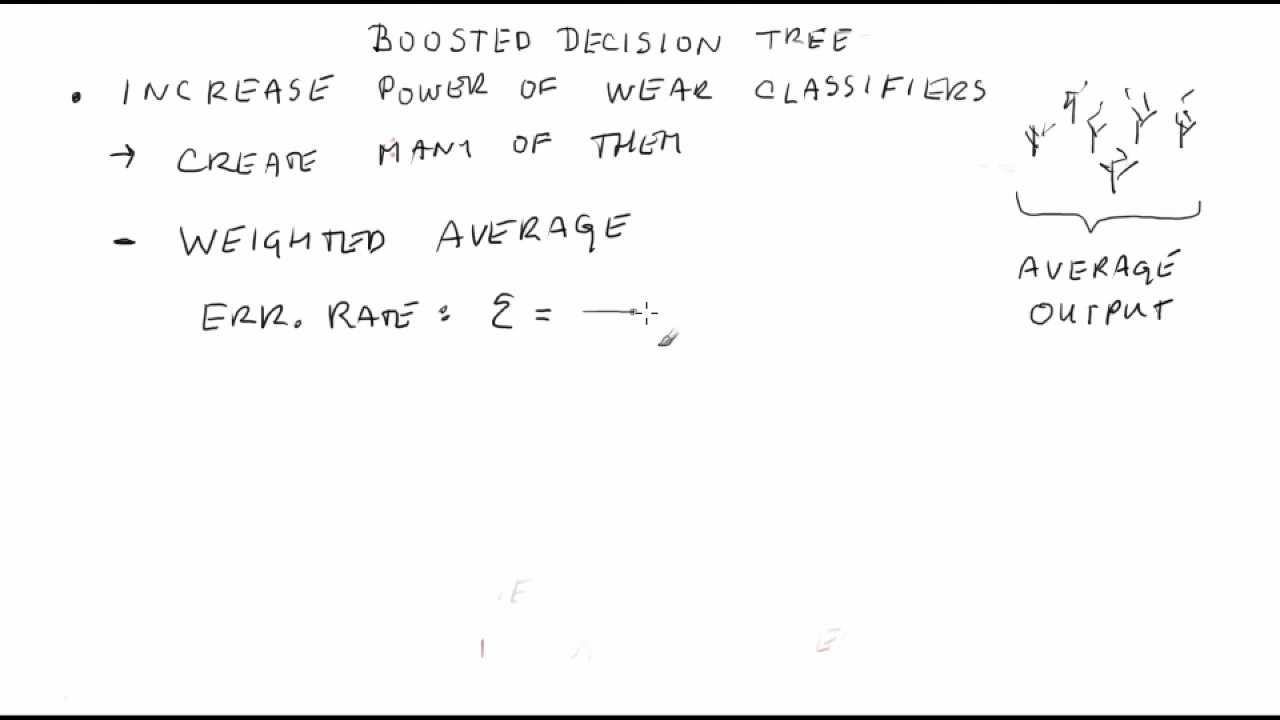 BOOSTED DECISION TREE
• INCREASE POWER OF WEAK CLASSIFIERS
→ CREATE MANY OF THEM
- WEIGHTED AVERAGE
ERR. RATE : Ɛ =
AVERAGE
OUTPUT